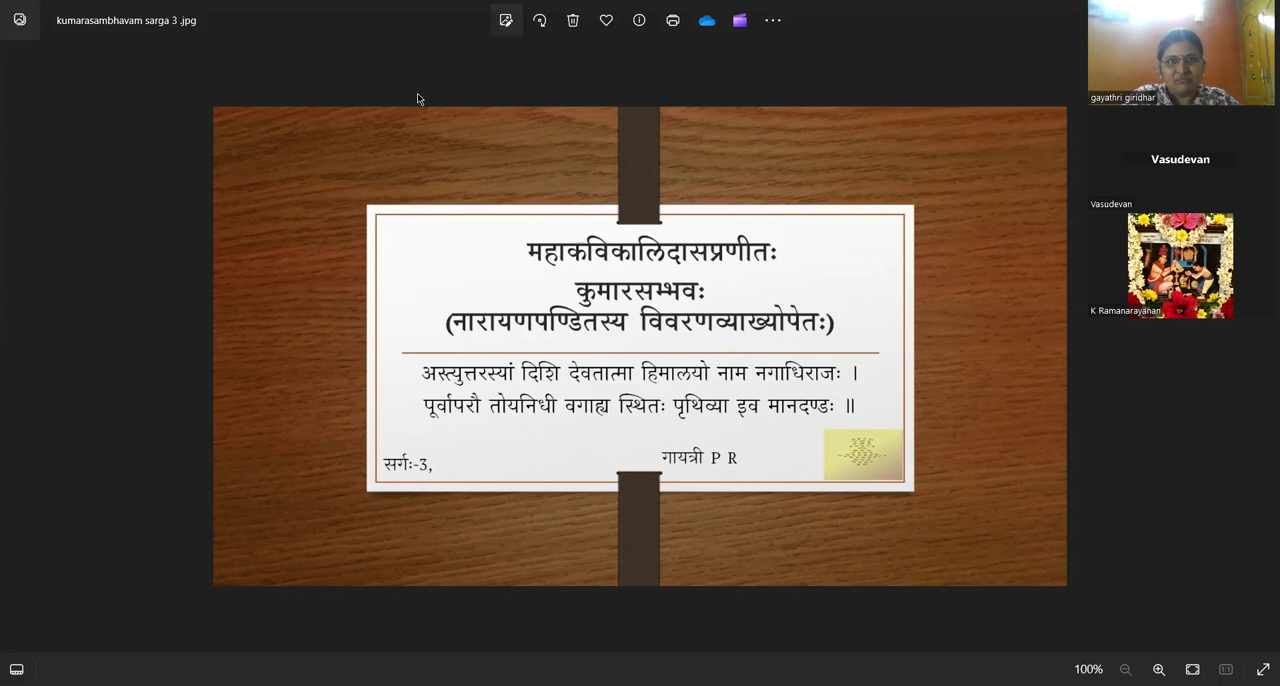 kumarasambhavam sarga 3 .jpg
gayathri giridhar
Vasudevan
Vasudevan
K Ramanarayanan
महाकविकालिदासप्रणीतः
कुमारसम्भवः
(नारायणपण्डितस्य विवरणव्याख्योपेतः)
अस्त्युत्तरस्यां दिशि देवतात्मा हिमालयो नाम नगाधिराजः ।
पूर्वापरौ तोयनिधी वगाह्य स्थितः पृथिव्या इव मानदण्डः ॥
सर्गः-3,
गायत्री P R
100%